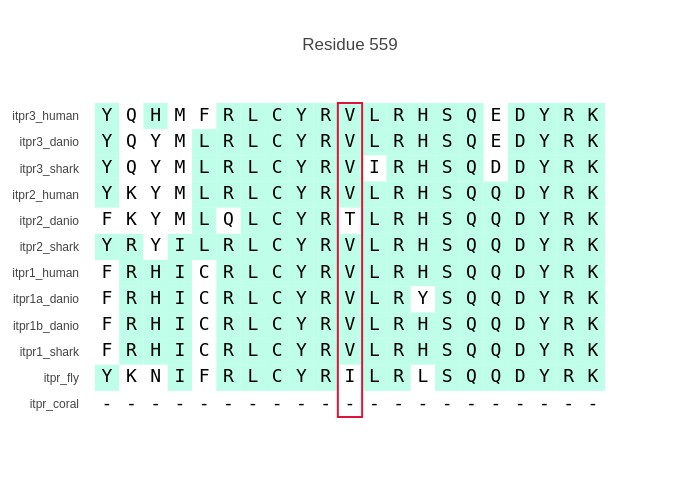 Residue 559
itpr3_human Y Q H M F R L C Y R V L R H S Q E D Y R K
itpr3_danio Y Q Y M L R L C Y R V L R H S Q E D Y R K
itpr3_shark Y Q Y M L R L C Y R V I R H S Q D D Y R K
itpr2_human Y K Y M L R L C Y R V L R H S Q Q D Y R K
itpr2_danio F K Y M L Q L C Y R T L R H S Q Q D Y R K
itpr2_shark Y R Y I L R L C Y R V L R H S Q Q D Y R K
itpr1_human F R H I C R L C Y R V L R H S Q Q D Y R K
itpr1a_danio F R H I C R L C Y R V L R Y S Q Q D Y R K
itpr1b_danio F R H I C R L C Y R V L R H S Q Q D Y R K
itpr1_shark F R H I C R L C Y R V L R H S Q Q D Y R K
itpr_fly Y K N I F R L C Y R I L R L S Q Q D Y R K
itpr_coral - - - - - - - - - - - - - - - - - - - - -